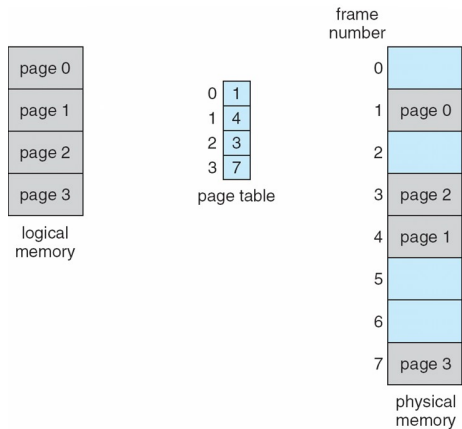 frame
number
page 0
page 1
page 2
page 3
logical
memory
0 1
1 4
2 3
3 7
page table
0
1 page 0
2
3 page 2
4 page 1
5
6
7 page 3
physical
memory